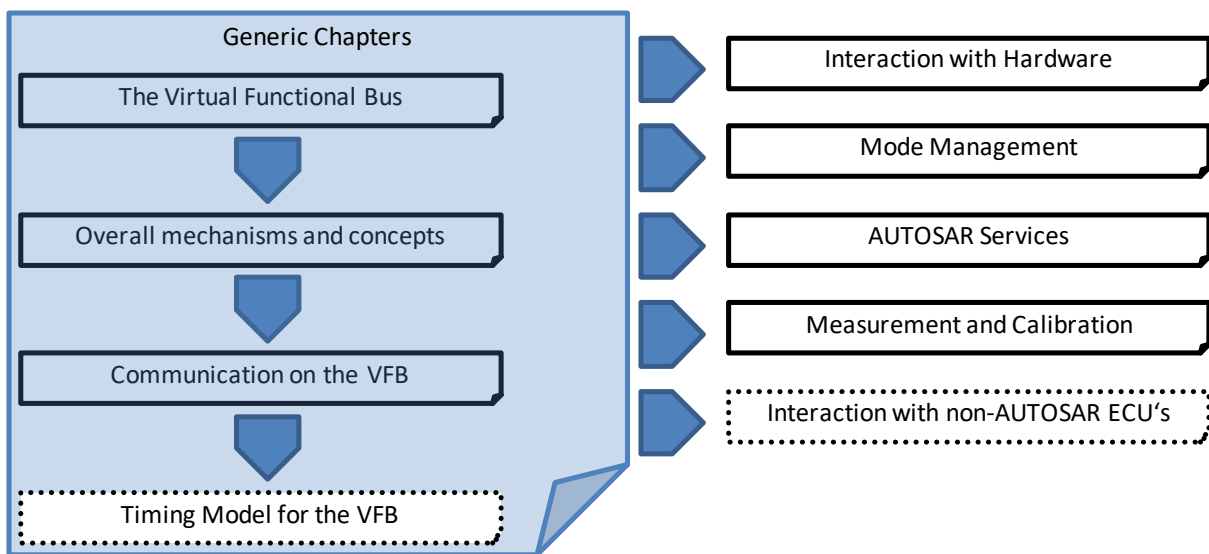 Generic Chapters
The Virtual Functional Bus
Overall mechanisms and concepts
Communication on the VFB
Timing Model for the VFB
Interaction with Hardware
Mode Management
AUTOSAR Services
Measurement and Calibration
Interaction with non-AUTOSAR ECU‘s